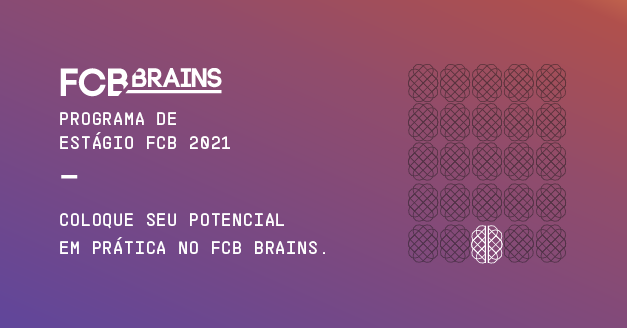 FCB BRAINS
PROGRAMA DE
ESTÁGIO FCB 2021
—
COLOQUE SEU POTENCIAL
EM PRÁTICA NO FCB BRAINS.